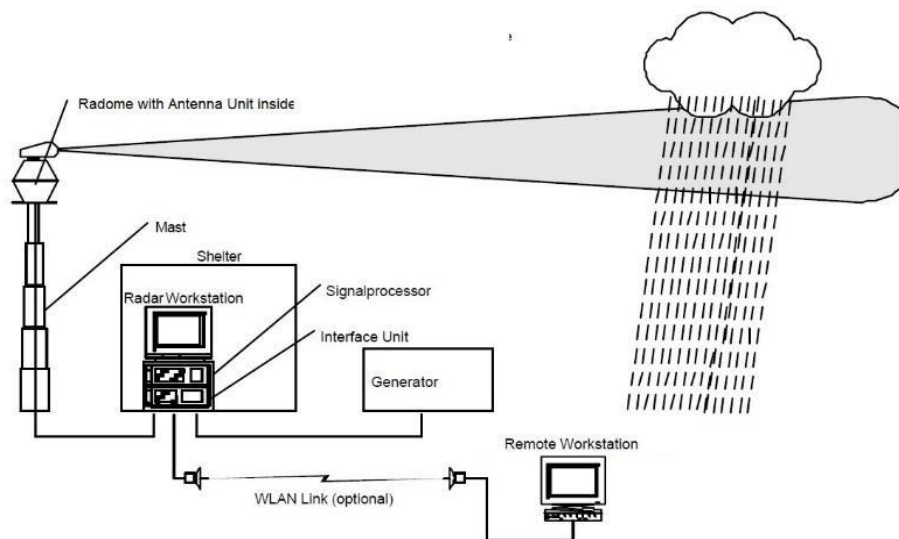 Radome with Antenna Unit inside
Mast
Shelter
Radar Workstation
Signalprocessor
Interface Unit
Generator
Remote Workstation
WLAN Link (optional)